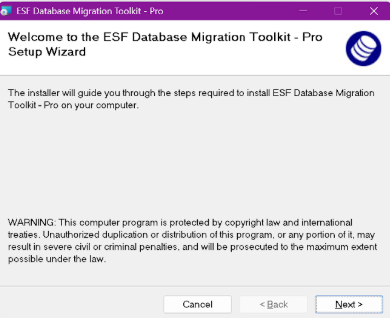 ESF Database Migration Toolkit - Pro
Welcome to the ESF Database Migration Toolkit - Pro
Setup Wizard
The installer will guide you through the steps required to install ESF Database Migration
Toolkit - Pro on your computer.
WARNING: This computer program is protected by copyright law and international
treaties. Unauthorized duplication or distribution of this program, or any portion of it, may
result in severe civil or criminal penalties, and will be prosecuted to the maximum extent
possible under the law.
Cancel < Back Next >